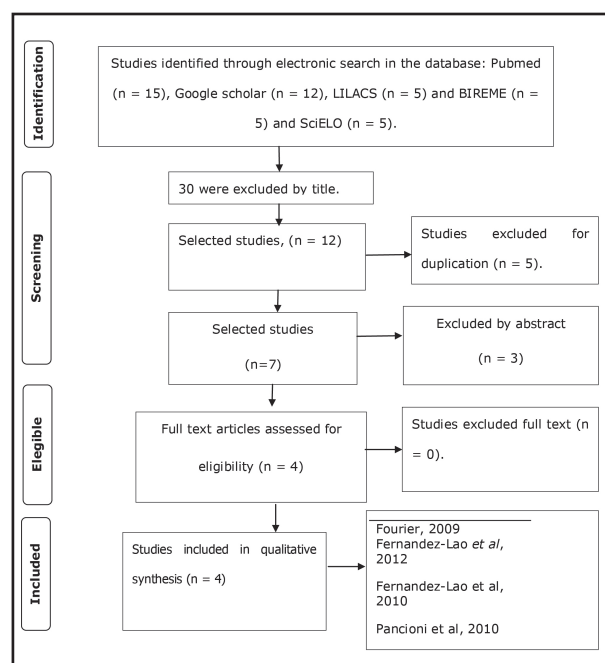 Identification
Studies identified through electronic search in the database: Pubmed
(n = 15), Google scholar (n = 12), LILACS (n = 5) and BIREME (n =
5) and SciELO (n = 5).
Screening
30 were excluded by title.
Selected studies, (n = 12)
Studies excluded for
duplication (n = 5).
Selected studies
(n=7)
Excluded by abstract
(n = 3)
Elegible
Full text articles assessed for
eligibility (n = 4)
Studies excluded full text (n
= 0).
Included
Studies included in qualitative
synthesis (n = 4)
Fourier, 2009
Fernandez-Lao et al,
2012
Fernandez-Lao et al,
2010
Pancioni et al, 2010